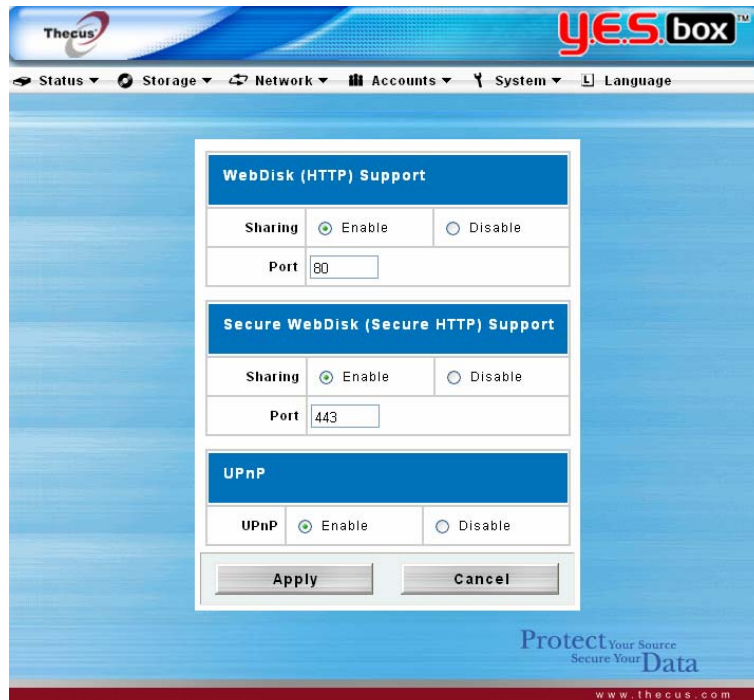 Thecus
Y.E.S.box™
Status Storage Network Accounts System Language
WebDisk (HTTP) Support
Sharing Enable Disable
Port 80
Secure WebDisk (Secure HTTP) Support
Sharing Enable Disable
Port 443
UPnP
UPnP Enable Disable
Apply Cancel
Protect Your Source
Secure Your Data
www.thecus.com